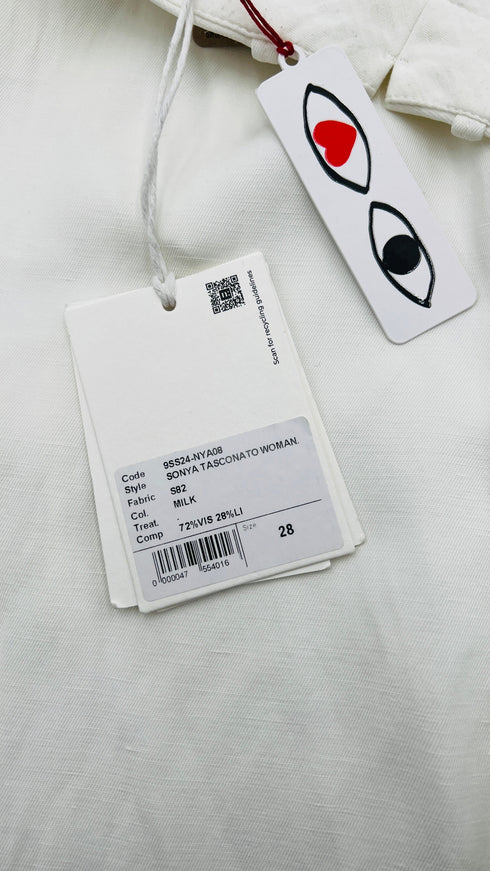 Scan for recycling guidelines
Code 9SS24-NYA08
Style SONYA TASCONATO WOMAN.
Fabric S82
Col. MILK
Treat. .
Comp 72%VIS 28%LI
Size 28
0 000047 554016